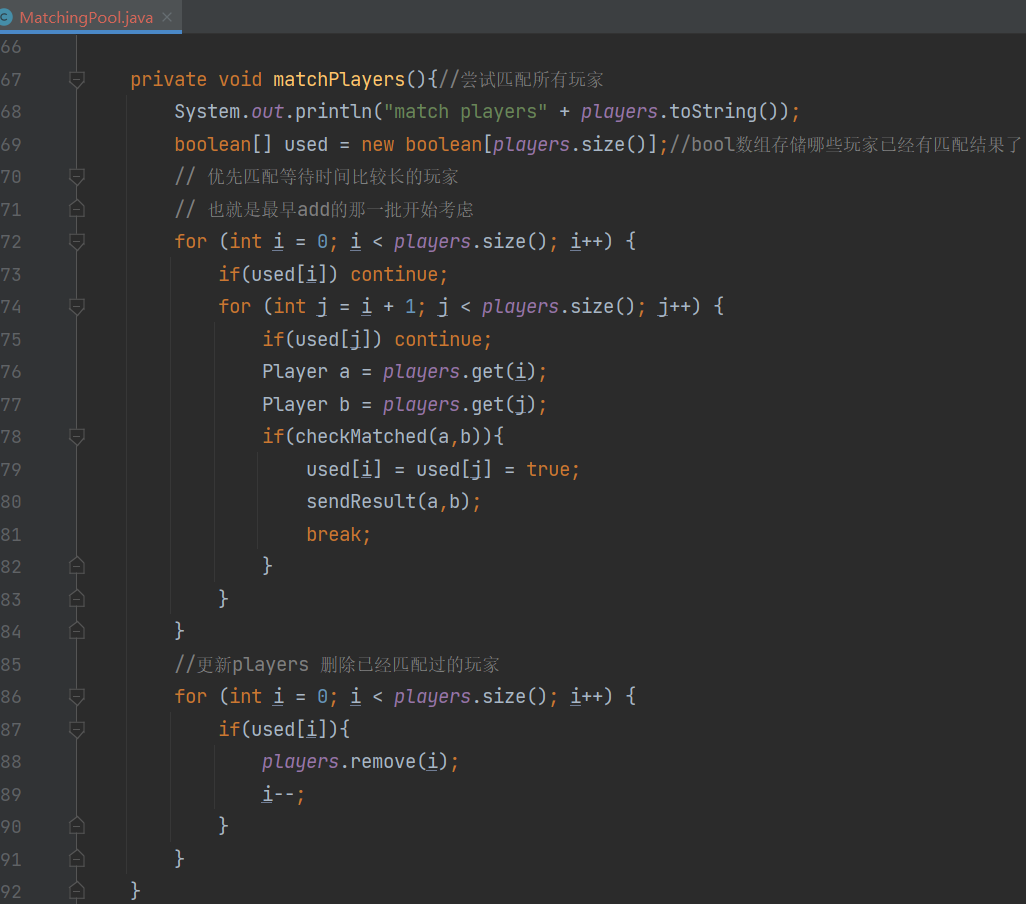 C MatchingPool.java ×
66
67 private void matchPlayers(){//尝试匹配所有玩家
68 System.out.println("match players" + players.toString());
69 boolean[] used = new boolean[players.size()];//bool数组存储哪些玩家已经有匹配结果了
70 // 优先匹配等待时间比较长的玩家
71 // 也就是最早add的那一批开始考虑
72 for (int i = 0; i < players.size(); i++) {
73 if(used[i]) continue;
74 for (int j = i + 1; j < players.size(); j++) {
75 if(used[j]) continue;
76 Player a = players.get(i);
77 Player b = players.get(j);
78 if(checkMatched(a,b)){
79 used[i] = used[j] = true;
80 sendResult(a,b);
81 break;
82 }
83 }
84 }
85 //更新players 删除已经匹配过的玩家
86 for (int i = 0; i < players.size(); i++) {
87 if(used[i]){
88 players.remove(i);
89 i--;
90 }
91 }
92 }